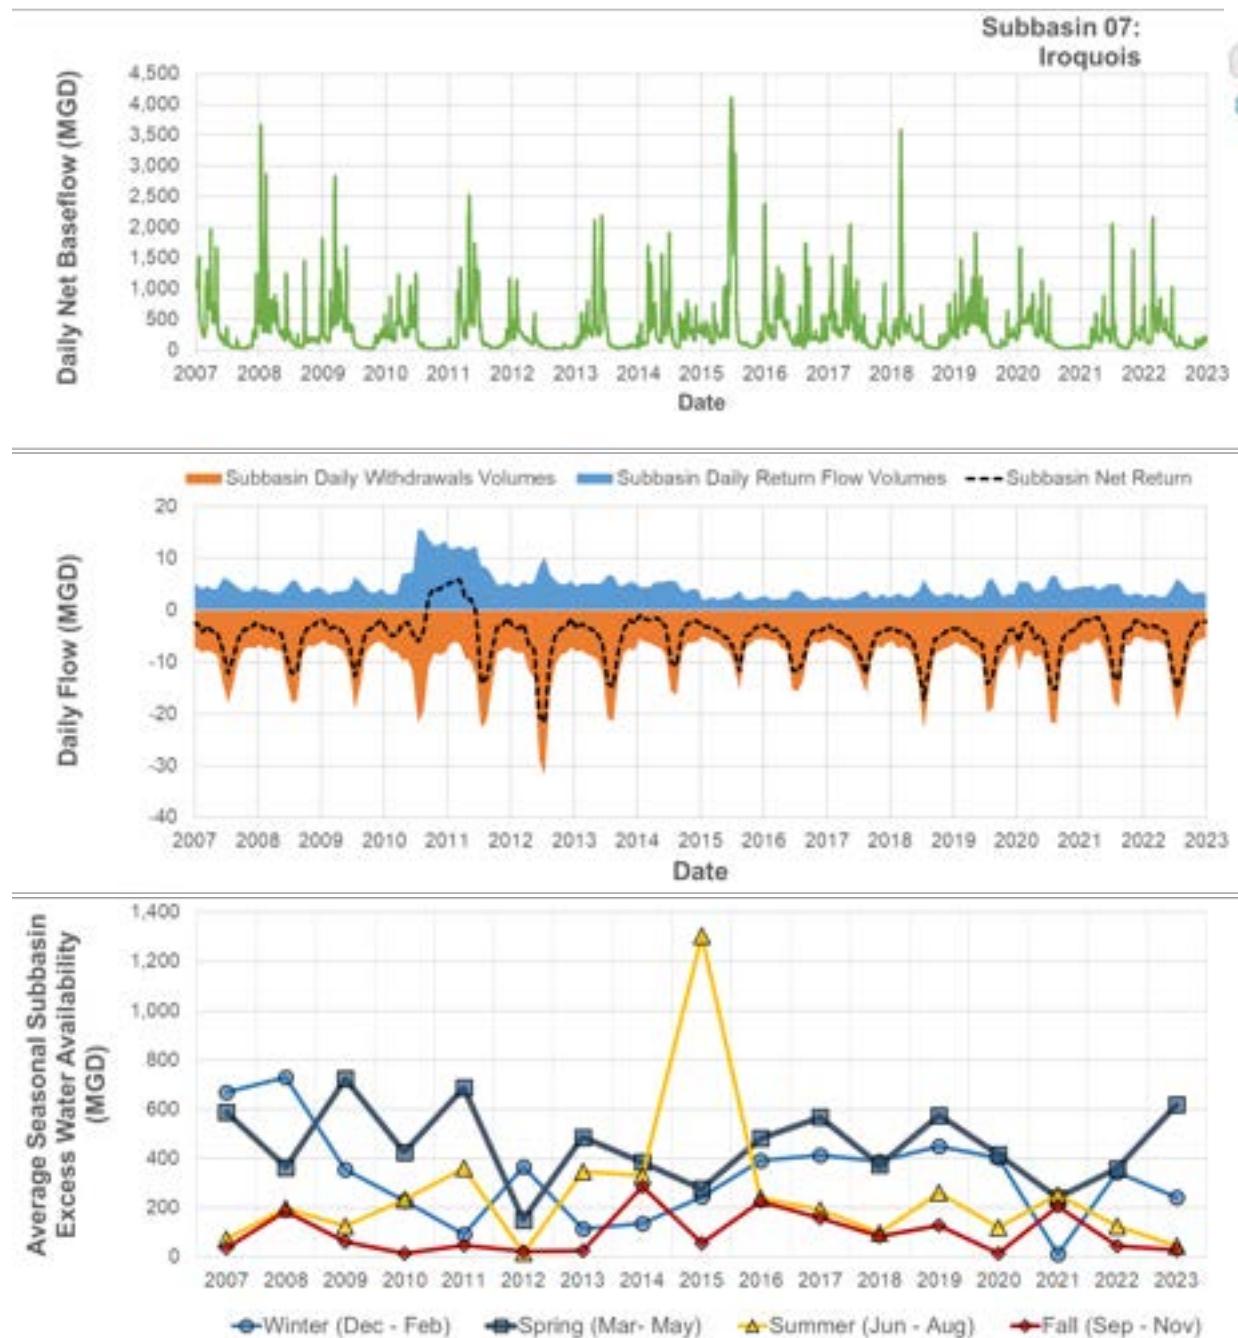 Subbasin 07:
Iroquois
Daily Net Baseflow (MGD)
4,500
4,000
3,500
3,000
2,500
2,000
1,500
1,000
500
0
2007 2008 2009 2010 2011 2012 2013 2014 2015 2016 2017 2018 2019 2020 2021 2022 2023
Date
Subbasin Daily Withdrawals Volumes Subbasin Daily Return Flow Volumes Subbasin Net Return
Daily Flow (MGD)
20
10
0
-10
-20
-30
-40
2007 2008 2009 2010 2011 2012 2013 2014 2015 2016 2017 2018 2019 2020 2021 2022 2023
Date
Average Seasonal Subbasin
Excess Water Availability
(MGD)
1,400
1,200
1,000
800
600
400
200
0
2007 2008 2009 2010 2011 2012 2013 2014 2015 2016 2017 2018 2019 2020 2021 2022 2023
Winter (Dec - Feb) Spring (Mar- May) Summer (Jun - Aug) Fall (Sep - Nov)